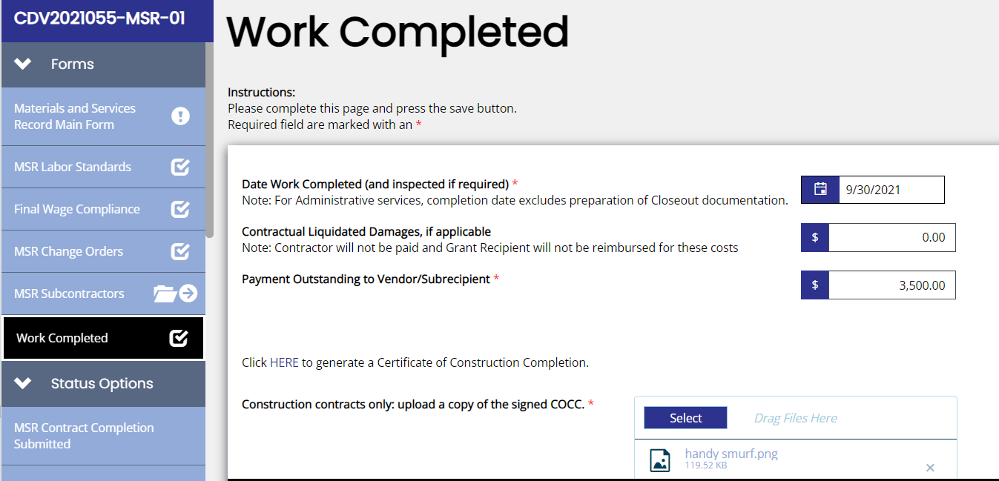 CDV2021055-MSR-01
Forms
Materials and Services
Record Main Form
MSR Labor Standards
Final Wage Compliance
MSR Change Orders
MSR Subcontractors
Work Completed
Status Options
MSR Contract Completion
Submitted
Work Completed
Instructions:
Please complete this page and press the save button.
Required field are marked with an *
Date Work Completed (and inspected if required) *
Note: For Administrative services, completion date excludes preparation of Closeout documentation.
9/30/2021
Contractual Liquidated Damages, if applicable
Note: Contractor will not be paid and Grant Recipient will not be reimbursed for these costs
$ 0.00
Payment Outstanding to Vendor/Subrecipient *
$ 3,500.00
Click HERE to generate a Certificate of Construction Completion.
Construction contracts only: upload a copy of the signed COCC. *
Select Drag Files Here
handy smurf.png
119.52 KB